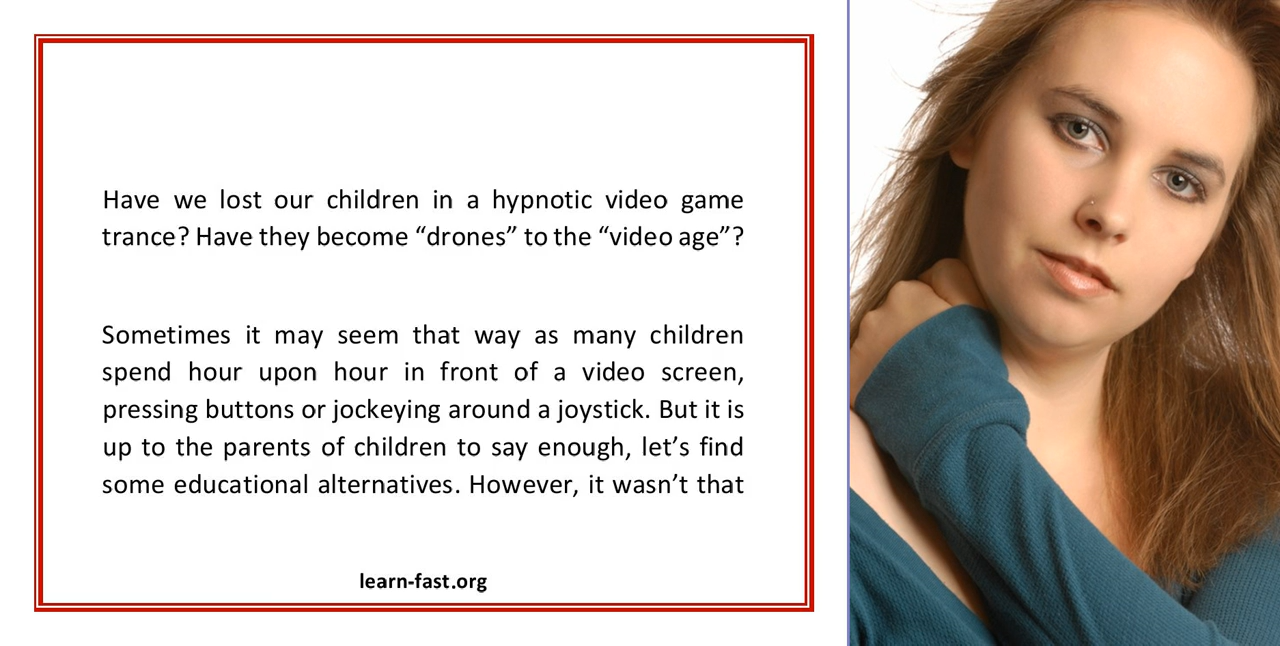 Have we lost our children in a hypnotic video game
trance? Have they become “drones” to the “video age”?
Sometimes it may seem that way as many children
spend hour upon hour in front of a video screen,
pressing buttons or jockeying around a joystick. But it is
up to the parents of children to say enough, let’s find
some educational alternatives. However, it wasn’t that
learn-fast.org